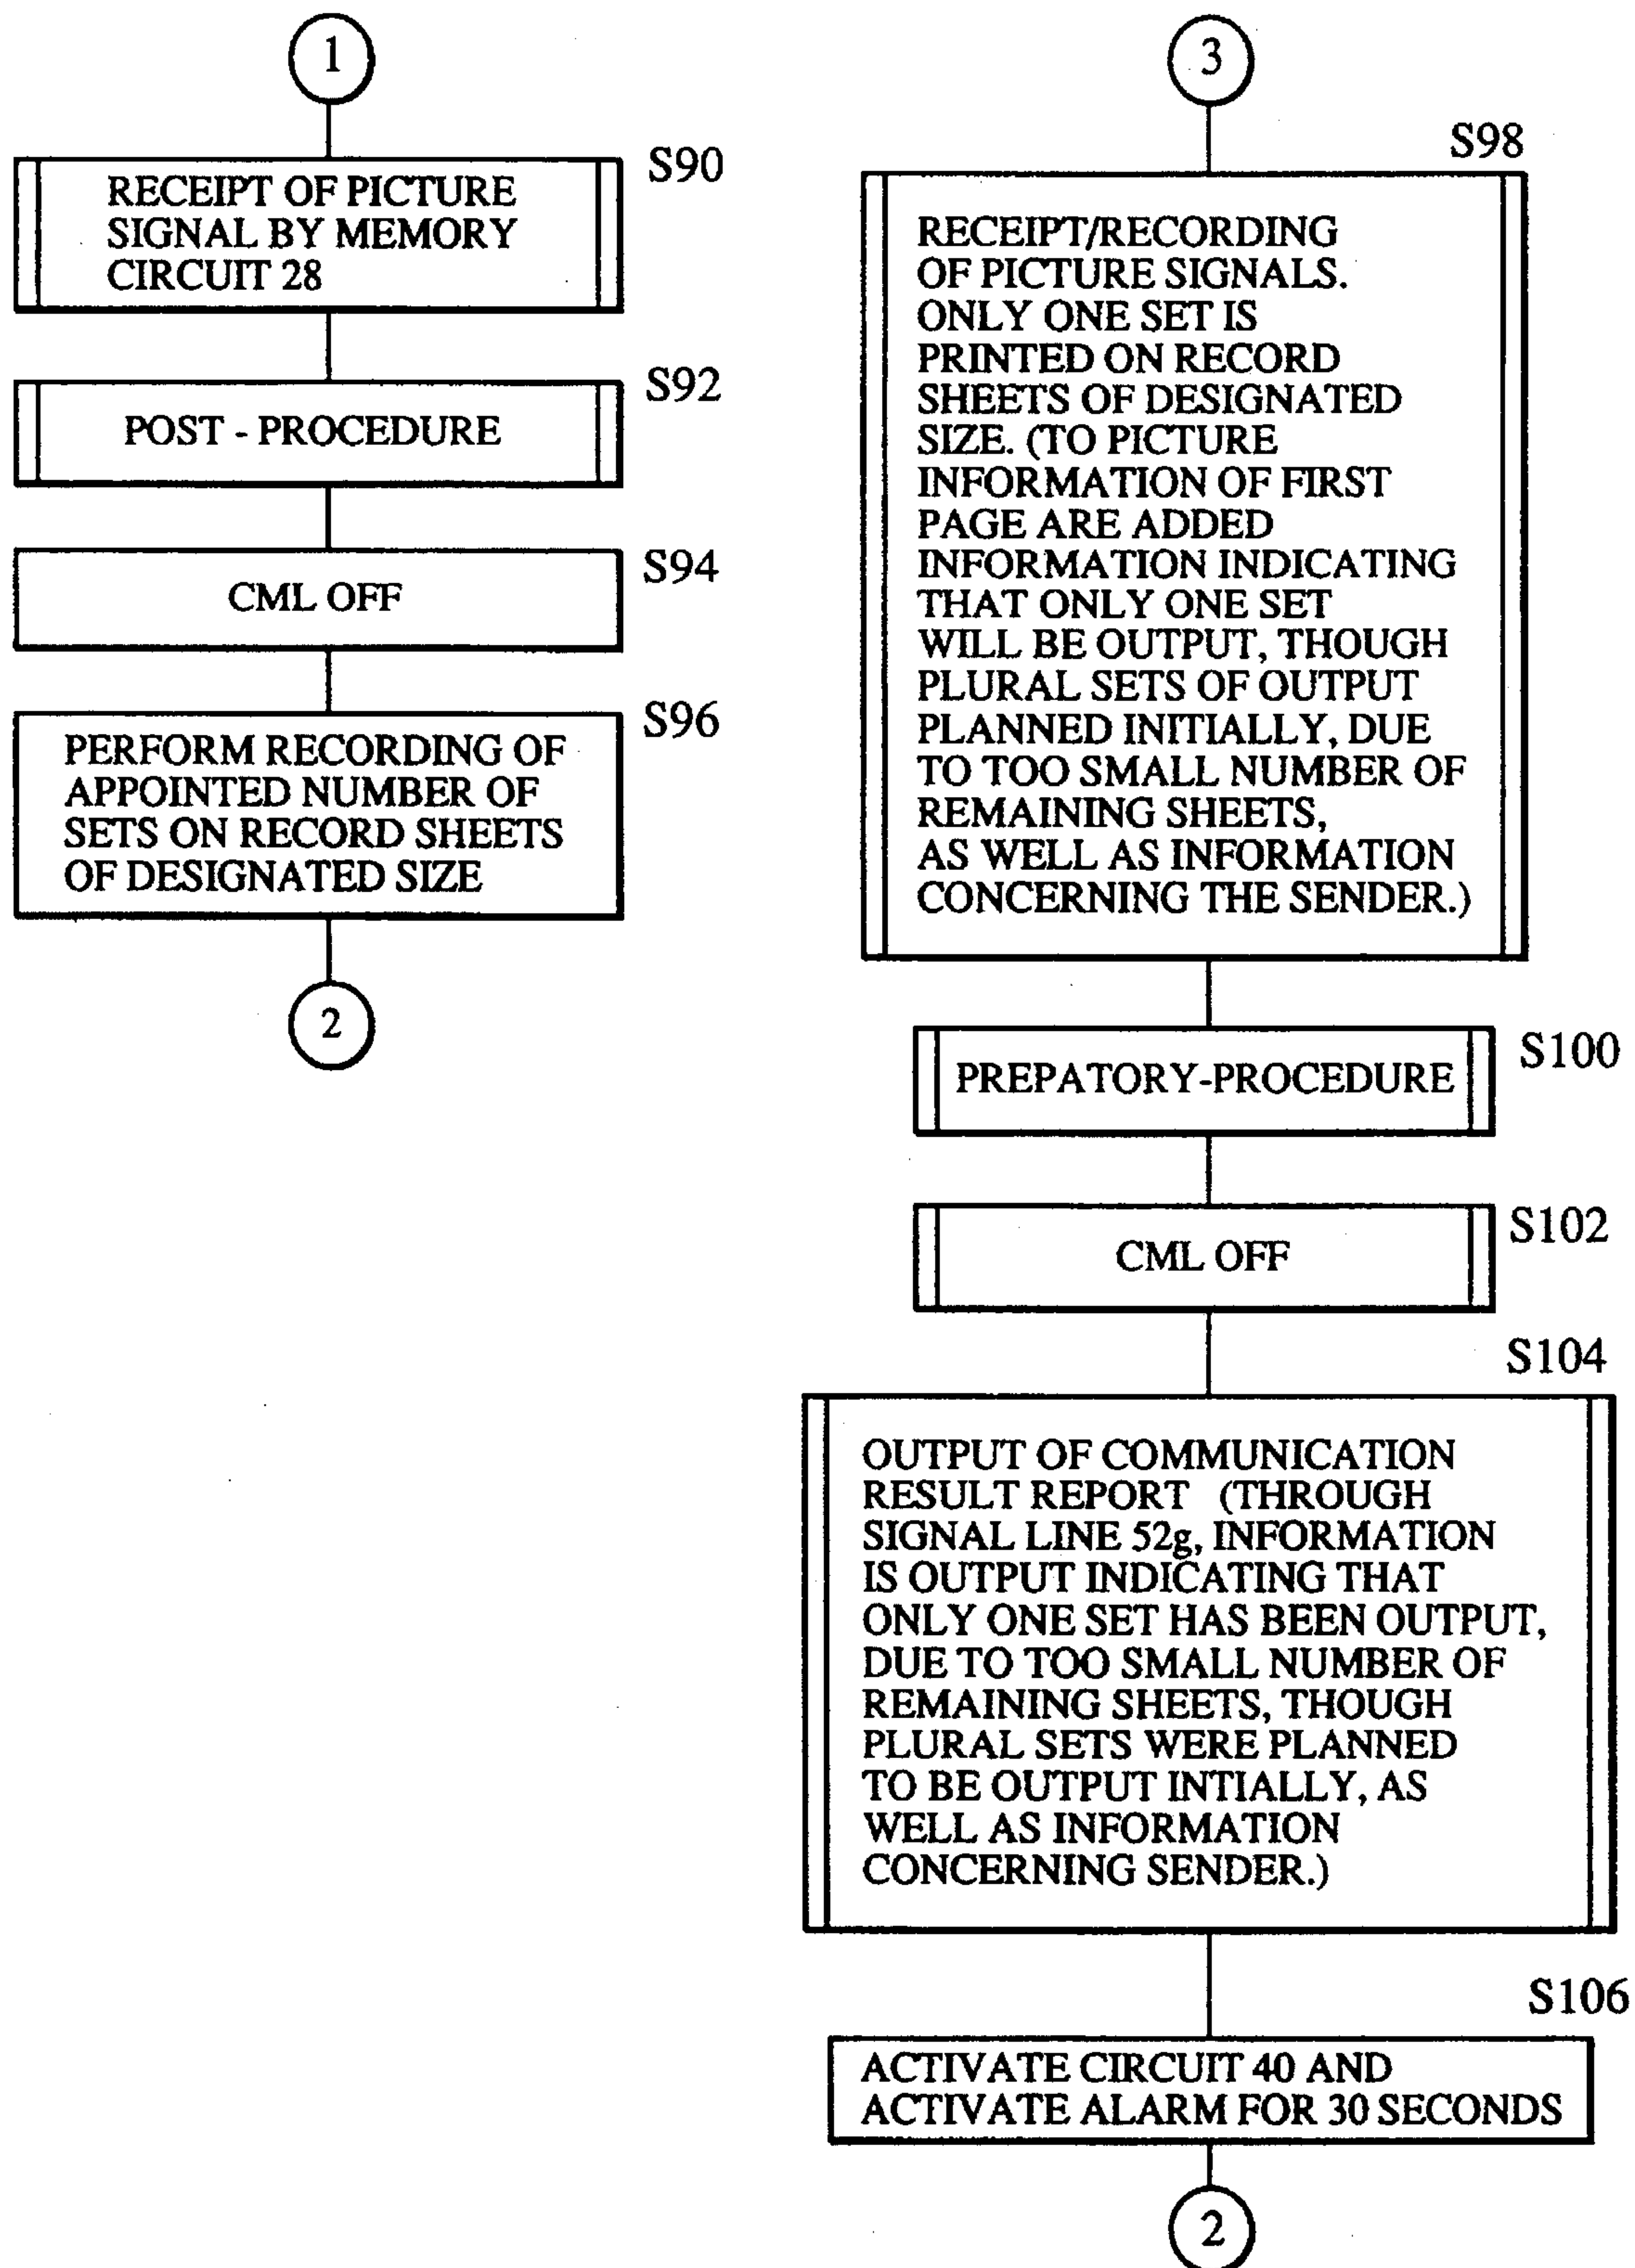 1
S90
RECEIPT OF PICTURE
SIGNAL BY MEMORY
CIRCUIT 28
S92
POST - PROCEDURE
S94
CML OFF
S96
PERFORM RECORDING OF
APPOINTED NUMBER OF
SETS ON RECORD SHEETS
OF DESIGNATED SIZE
2
3
S98
RECEIPT/RECORDING
OF PICTURE SIGNALS.
ONLY ONE SET IS
PRINTED ON RECORD
SHEETS OF DESIGNATED
SIZE. (TO PICTURE
INFORMATION OF FIRST
PAGE ARE ADDED
INFORMATION INDICATING
THAT ONLY ONE SET
WILL BE OUTPUT, THOUGH
PLURAL SETS OF OUTPUT
PLANNED INITIALLY, DUE
TO TOO SMALL NUMBER OF
REMAINING SHEETS,
AS WELL AS INFORMATION
CONCERNING THE SENDER.)
S100
PREPATORY-PROCEDURE
S102
CML OFF
S104
OUTPUT OF COMMUNICATION
RESULT REPORT (THROUGH
SIGNAL LINE 52g, INFORMATION
IS OUTPUT INDICATING THAT
ONLY ONE SET HAS BEEN OUTPUT,
DUE TO TOO SMALL NUMBER OF
REMAINING SHEETS, THOUGH
PLURAL SETS WERE PLANNED
TO BE OUTPUT INTIALLY, AS
WELL AS INFORMATION
CONCERNING SENDER.)
S106
ACTIVATE CIRCUIT 40 AND
ACTIVATE ALARM FOR 30 SECONDS
2